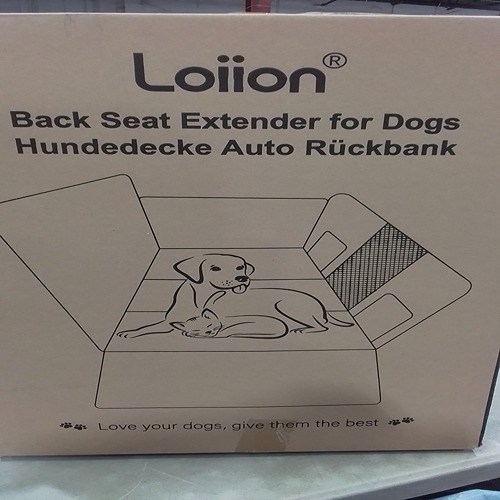 Loiion®
Back Seat Extender for Dogs
Hundedecke Auto Rückbank
Love your dogs, give them the best